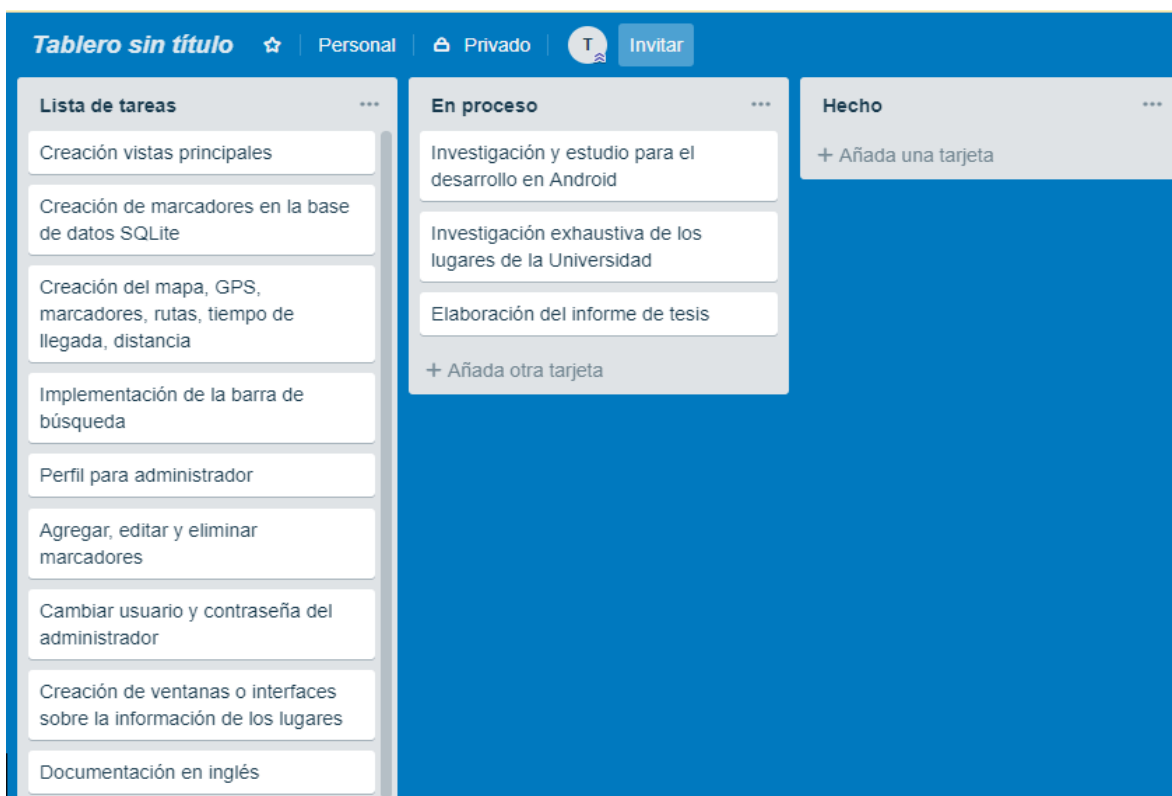 Tablero sin título
Personal
Privado
T
Invitar
Lista de tareas
Creación vistas principales
Creación de marcadores en la base
de datos SQLite
Creación del mapa, GPS,
marcadores, rutas, tiempo de
llegada, distancia
Implementación de la barra de
búsqueda
Perfil para administrador
Agregar, editar y eliminar
marcadores
Cambiar usuario y contraseña del
administrador
Creación de ventanas o interfaces
sobre la información de los lugares
Documentación en inglés
En proceso
Investigación y estudio para el
desarrollo en Android
Investigación exhaustiva de los
lugares de la Universidad
Elaboración del informe de tesis
+ Añada otra tarjeta
Hecho
+ Añada una tarjeta